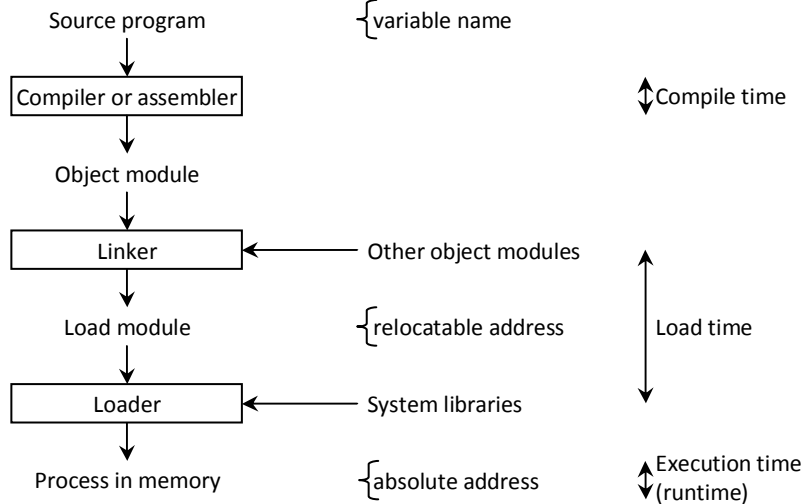 Source program
variable name
Compiler or assembler
Compile time
Object module
Linker
Other object modules
Load module
relocatable address
Load time
Loader
System libraries
Process in memory
absolute address
Execution time
(runtime)